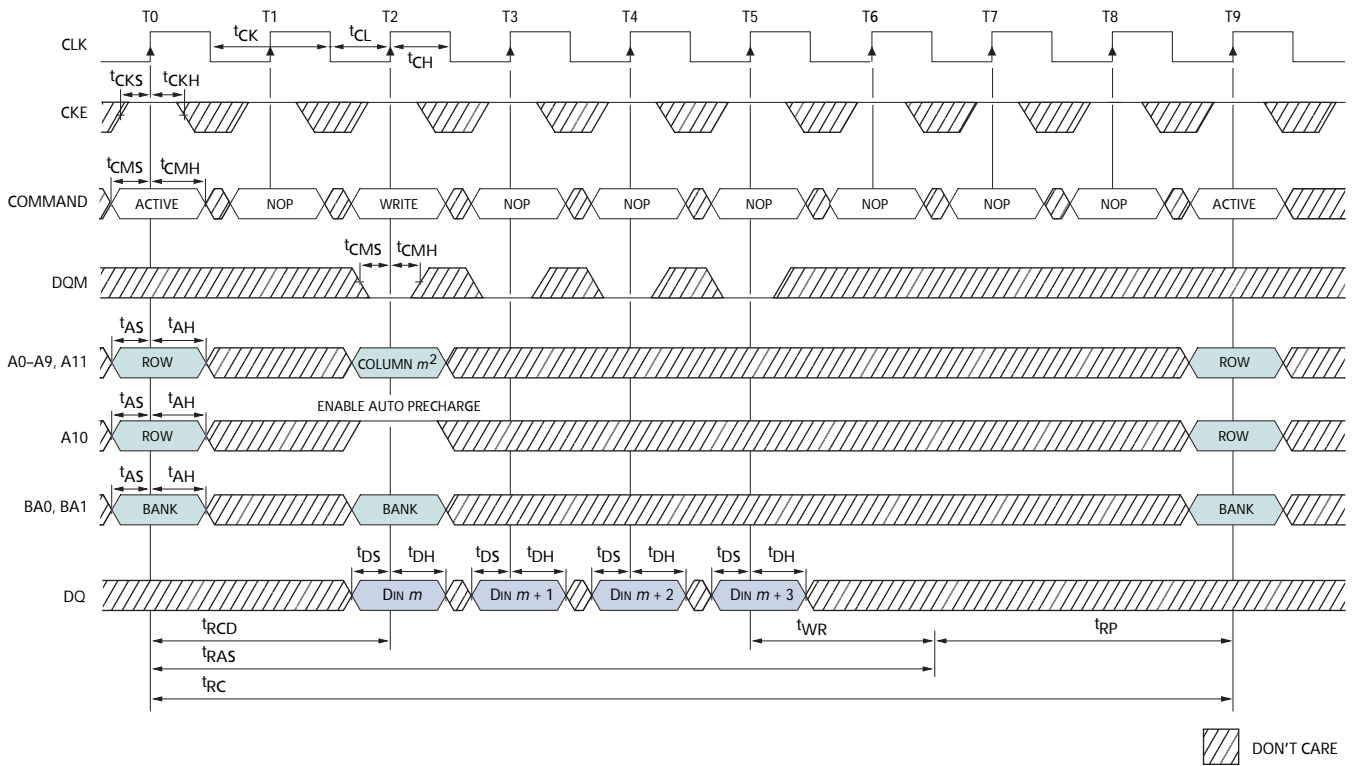 T0 T1 T2 T3 T4 T5 T6 T7 T8 T9
CLK tCK tCL tCH
tCKS tCKH
CKE
tCMS tCMH
COMMAND ACTIVE NOP WRITE NOP NOP NOP NOP NOP NOP ACTIVE
tCMS tCMH
DQM
tAS tAH
A0–A9, A11 ROW COLUMN m2 ROW
tAS tAH ENABLE AUTO PRECHARGE
A10 ROW ROW
tAS tAH
BA0, BA1 BANK BANK BANK
tDS tDH tDS tDH tDS tDH tDS tDH
DQ DIN m DIN m + 1 DIN m + 2 DIN m + 3
tRCD tWR tRP
tRAS
tRC
DON'T CARE